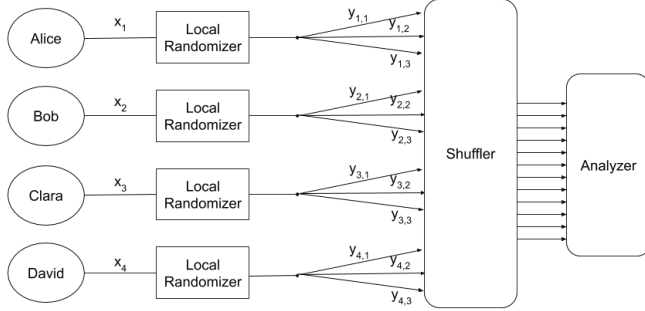 Alice
x1
Local
Randomizer
y1,1
y1,2
y1,3
Bob
x2
Local
Randomizer
y2,1
y2,2
y2,3
Clara
x3
Local
Randomizer
y3,1
y3,2
y3,3
David
x4
Local
Randomizer
y4,1
y4,2
y4,3
Shuffler
Analyzer